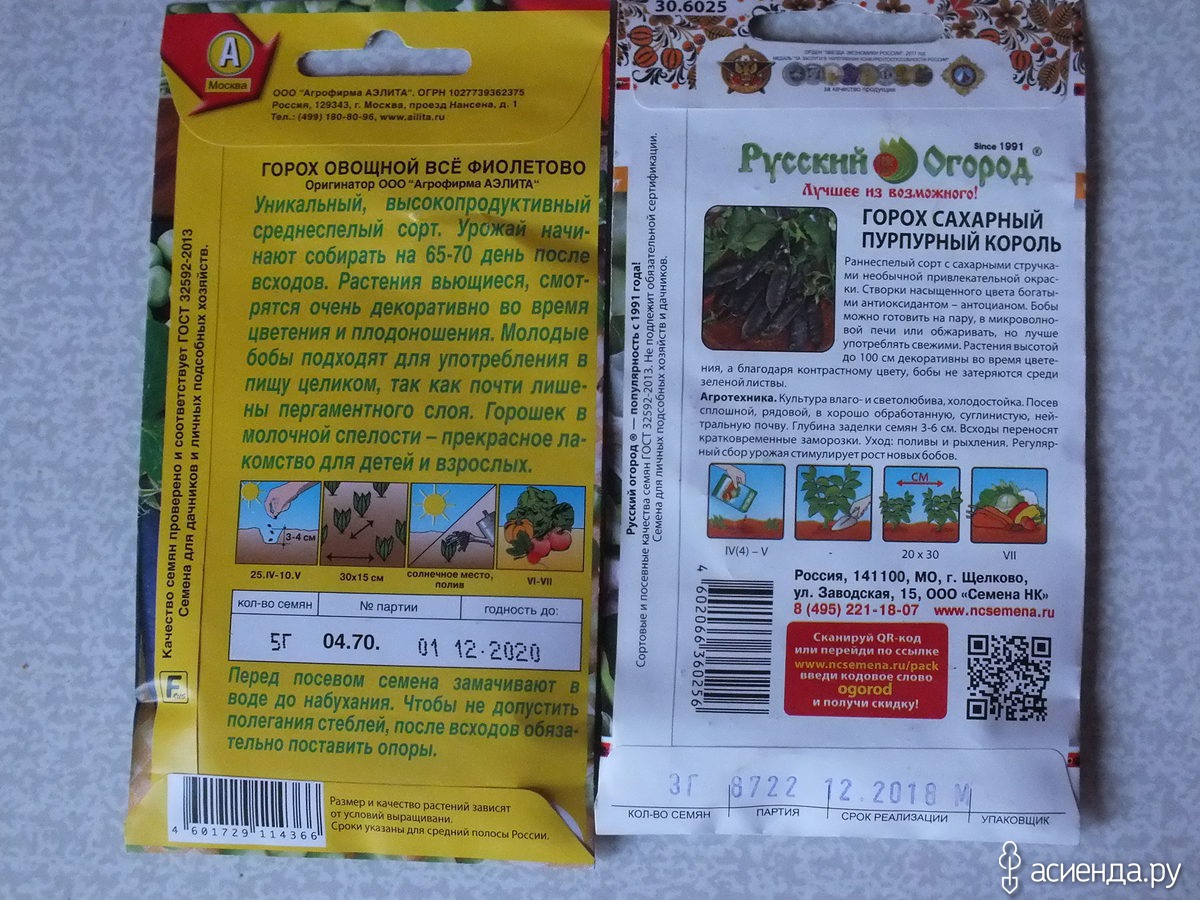 А
Москва
ООО "Агрофирма АЭЛИТА". ОГРН 1027739362375
Россия, 129343, г. Москва, проезд Нансена, д. 1
Тел.: (499) 180-80-96, www.ailita.ru
ГОРОХ ОВОЩНОЙ ВСЁ ФИОЛЕТОВО
Оригинатор ООО "Агрофирма АЭЛИТА"
Уникальный, высокопродуктивный
среднеспелый сорт. Урожай начи-
нают собирать на 65-70 день после
всходов. Растения вьющиеся, смот-
рятся очень декоративно во время
цветения и плодоношения. Молодые
бобы подходят для употребления в
пищу целиком, так как почти лише-
ны пергаментного слоя. Горошек в
молочной спелости – прекрасное ла-
комство для детей и взрослых.
3-4 см
25.IV-10.V
30х15 см
солнечное место,
полив
VI-VII
кол-во семян
№ партии
годность до:
5г
04.70.
01 12·2020
Перед посевом семена замачивают в
воде до набухания. Чтобы не допустить
полегания стеблей, после всходов обяза-
тельно поставить опоры.
4 601729 114366
Размер и качество растений зависят
от условий выращивания.
Сроки указаны для средней полосы России.
Качество семян проверено и соответствует ГОСТ 32592-2013
Семена для дачников и личных подсобных хозяйств.
30.6025
ОРДЕН "ЗВЕЗДА ЭКОНОМИКИ РОССИИ", 2011 год
МЕДАЛЬ "ЗА ЗАСЛУГИ В УКРЕПЛЕНИИ КОНКУРЕНТОСПОСОБНОСТИ РОССИИ"
за качество продукции
Since 1991
Русский Огород ®
Лучшее из возможного!
ГОРОХ САХАРНЫЙ
ПУРПУРНЫЙ КОРОЛЬ
Раннеспелый сорт с сахарными стручка-
ми необычной привлекательной окрас-
ки. Створки насыщенного цвета богаты-
ми антиоксидантом – антоцианом. Бобы
можно готовить на пару, в микроволно-
вой печи или обжаривать, но лучше
употреблять свежими. Растения высотой
до 100 см декоративны во время цвете-
ния, а благодаря контрастному цвету, бобы не затеряются среди
зеленой листвы.
Агротехника. Культура влаго- и светолюбива, холодостойка. Посев
сплошной, рядовой, в хорошо обработанную, суглинистую, ней-
тральную почву. Глубина заделки семян 3-6 см. Всходы переносят
кратковременные заморозки. Уход: поливы и рыхления. Регуляр-
ный сбор урожая стимулирует рост новых бобов.
СМ
IV(4) – V
-
20 х 30
VII
Россия, 141100, МО, г. Щелково,
ул. Заводская, 15, ООО «Семена НК»
8 (495) 221-18-07 www.ncsemena.ru
Сканируй QR-код
или перейди по ссылке
www.ncsemena.ru/pack
введи кодовое слово
ogorod
и получи скидку!
4 602066 360256
Русский огород ® — популярность с 1991 года!
Сортовые и посевные качества семян ГОСТ 32592-2013. Не подлежит обязательной сертификации.
Семена для личных подсобных хозяйств и дачников.
3Г 8722 12.2018 М
КОЛ-ВО СЕМЯН
ПАРТИЯ
СРОК РЕАЛИЗАЦИИ
УПАКОВЩИК
асиенда.ру